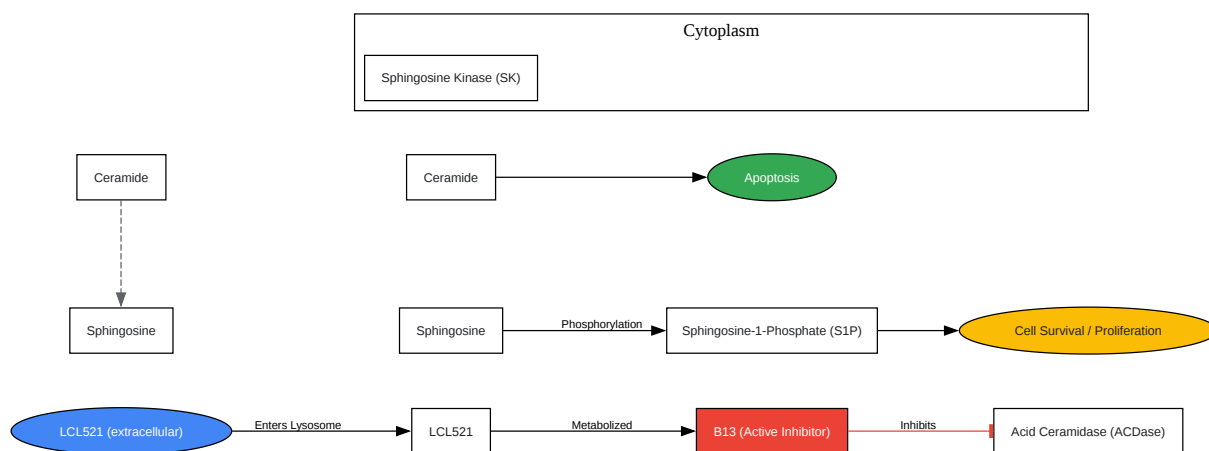 Cytoplasm
Sphingosine Kinase (SK)
Ceramide
Ceramide
Apoptosis
Sphingosine
Sphingosine
Phosphorylation
Sphingosine-1-Phosphate (S1P)
Cell Survival / Proliferation
LCL521 (extracellular)
Enters Lysosome
LCL521
Metabolized
B13 (Active Inhibitor)
Inhibits
Acid Ceramidase (ACDase)